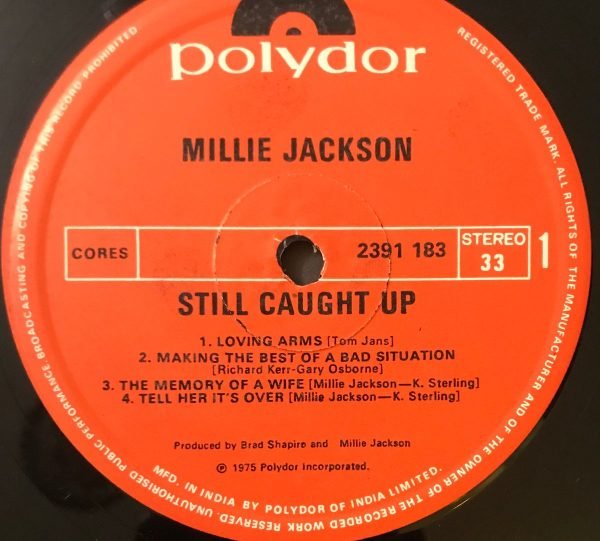 polydor
MILLIE JACKSON
CORES
2391 183
STEREO
33
1
STILL CAUGHT UP
1. LOVING ARMS [Tom Jans]
2. MAKING THE BEST OF A BAD SITUATION
[Richard Kerr-Gary Osborne]
3. THE MEMORY OF A WIFE [Millie Jackson—K. Sterling]
4. TELL HER IT'S OVER [Millie Jackson—K. Sterling]
Produced by Brad Shapiro and Millie Jackson
℗ 1975 Polydor Incorporated.
MFD. IN INDIA BY POLYDOR OF INDIA LIMITED.
REGISTERED TRADE MARK. ALL RIGHTS OF THE MANUFACTURER AND OF THE OWNER OF THE RECORDED WORK RESERVED. UNAUTHORISED PUBLIC PERFORMANCE, BROADCASTING AND COPYING OF THIS RECORD PROHIBITED